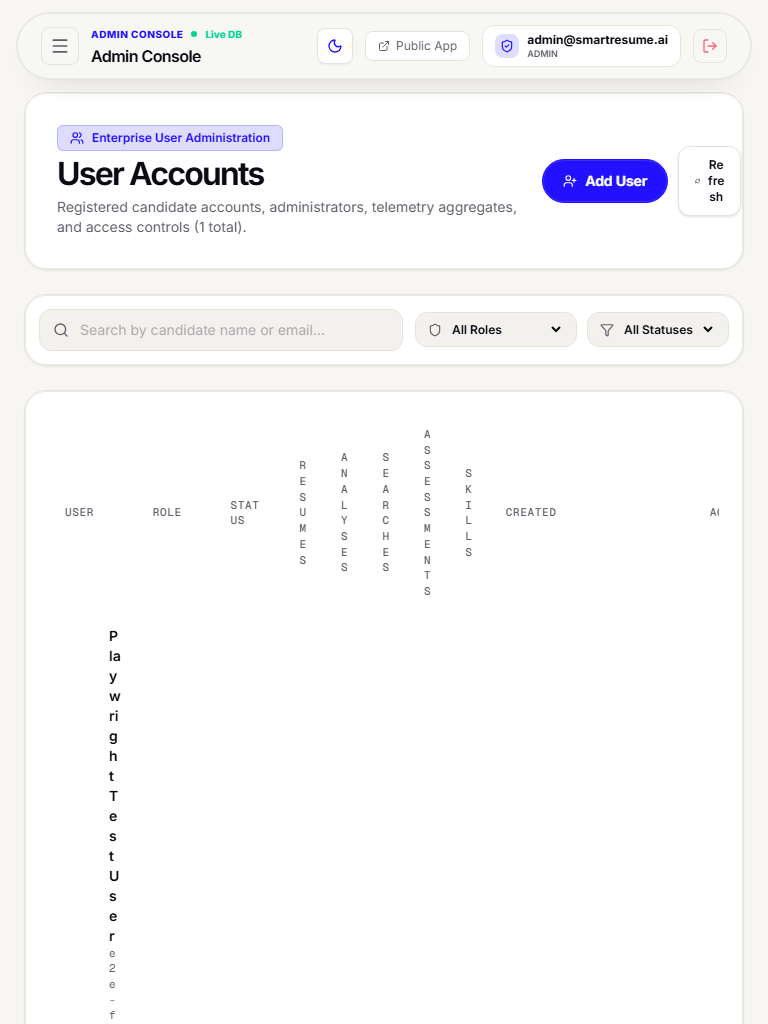 ADMIN CONSOLE Live DB
Admin Console
Public App
admin@smartresume.ai
ADMIN
Enterprise User Administration
User Accounts
Registered candidate accounts, administrators, telemetry aggregates,
and access controls (1 total).
Add User
Re
fre
sh
Search by candidate name or email...
All Roles
All Statuses
USER
ROLE
STAT
US
R
E
S
U
M
E
S
A
N
A
L
Y
S
E
S
S
E
A
R
C
H
E
S
A
S
S
E
S
S
M
E
N
T
S
S
K
I
L
L
S
CREATED
P
la
y
w
ri
g
h
t
T
e
s
t
U
s
e
r
e
2
e
-
f